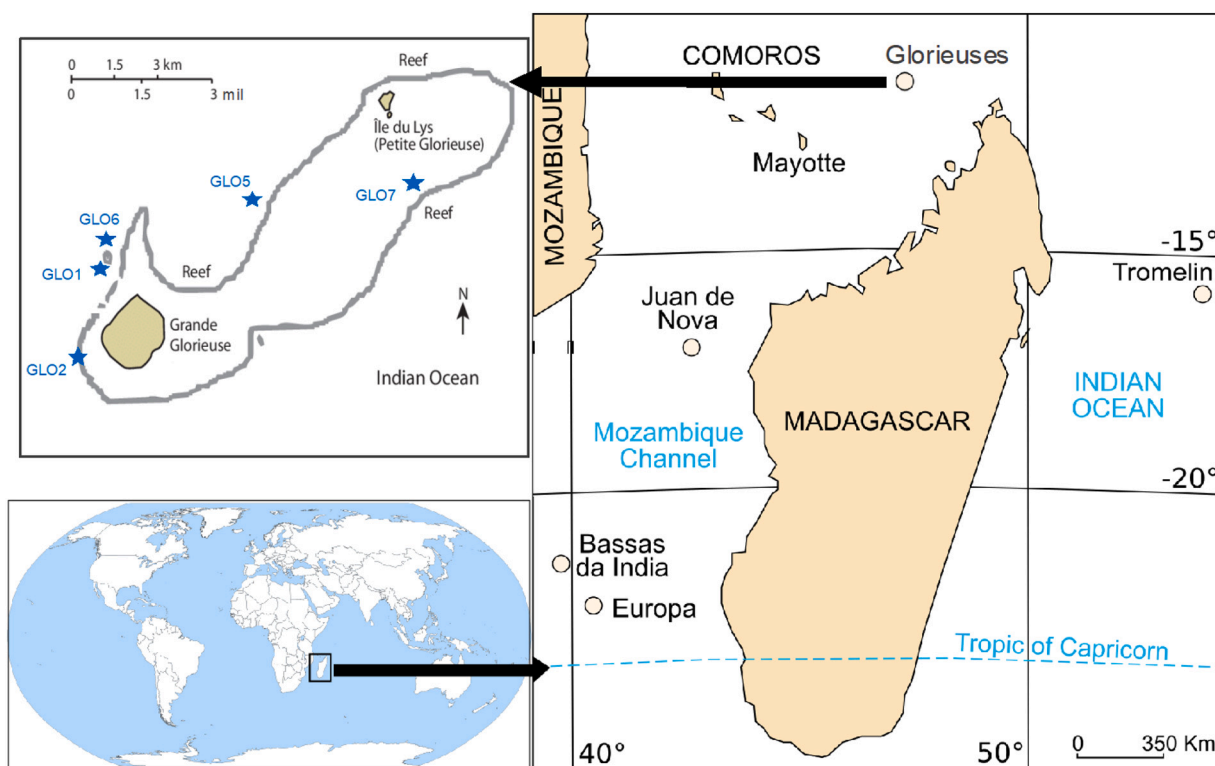 0 1.5 3 km
0 1.5 3 mil
Reef
Île du Lys
(Petite Glorieuse)
GLO5
GLO7
Reef
GLO6
GLO1
Reef
N
Grande
Glorieuse
GLO2
Indian Ocean
COMOROS
Glorieuses
MOZAMBIQUE
Mayotte
-15°
Tromelin
Juan de
Nova
INDIAN
OCEAN
MADAGASCAR
Mozambique
Channel
-20°
Bassas
da India
Europa
Tropic of Capricorn
40°
50°
0 350 Km